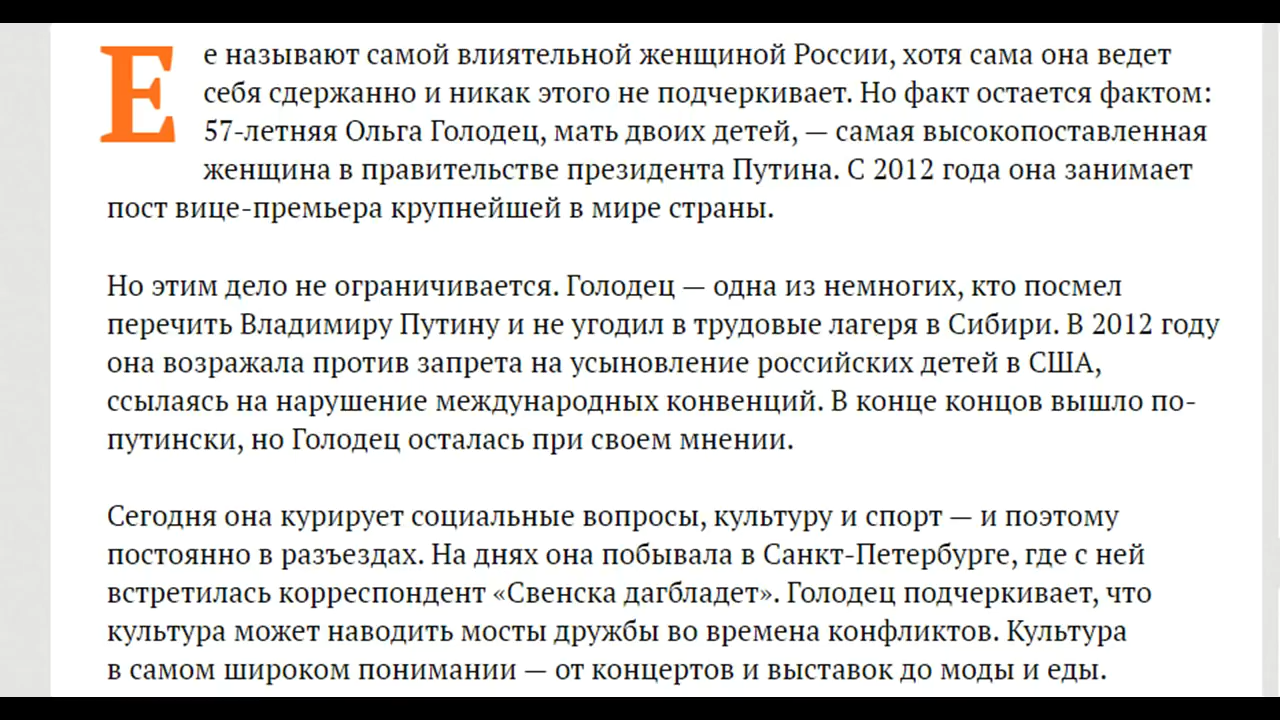 Ее называют самой влиятельной женщиной России, хотя сама она ведет
себя сдержанно и никак этого не подчеркивает. Но факт остается фактом:
57-летняя Ольга Голодец, мать двоих детей, — самая высокопоставленная
женщина в правительстве президента Путина. С 2012 года она занимает
пост вице-премьера крупнейшей в мире страны.
Но этим дело не ограничивается. Голодец — одна из немногих, кто посмел
перечить Владимиру Путину и не угодил в трудовые лагеря в Сибири. В 2012 году
она возражала против запрета на усыновление российских детей в США,
ссылаясь на нарушение международных конвенций. В конце концов вышло по-
путински, но Голодец осталась при своем мнении.
Сегодня она курирует социальные вопросы, культуру и спорт — и поэтому
постоянно в разъездах. На днях она побывала в Санкт-Петербурге, где с ней
встретилась корреспондент «Свенска дагбладет». Голодец подчеркивает, что
культура может наводить мосты дружбы во времена конфликтов. Культура
в самом широком понимании — от концертов и выставок до моды и еды.